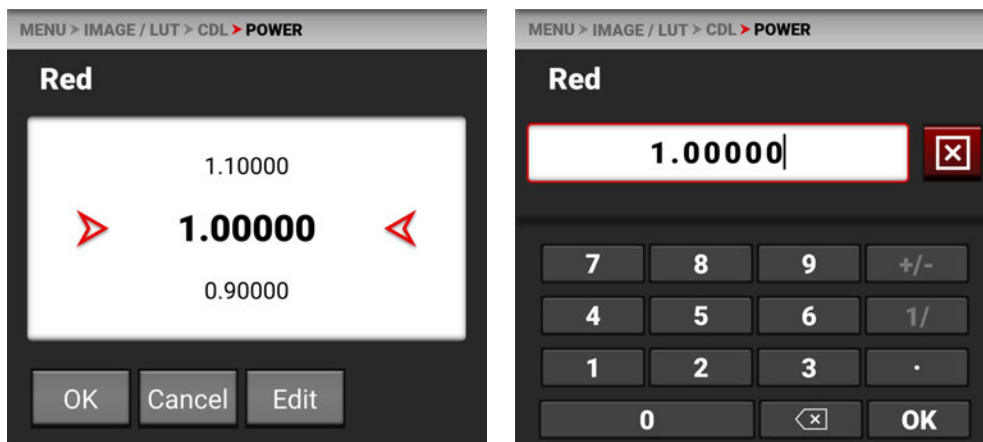 MENU > IMAGE / LUT > CDL > POWER
Red
1.10000
1.00000
0.90000
OK Cancel Edit
MENU > IMAGE / LUT > CDL > POWER
Red
1.00000
7 8 9 +/-
4 5 6 1/
1 2 3 .
0 OK